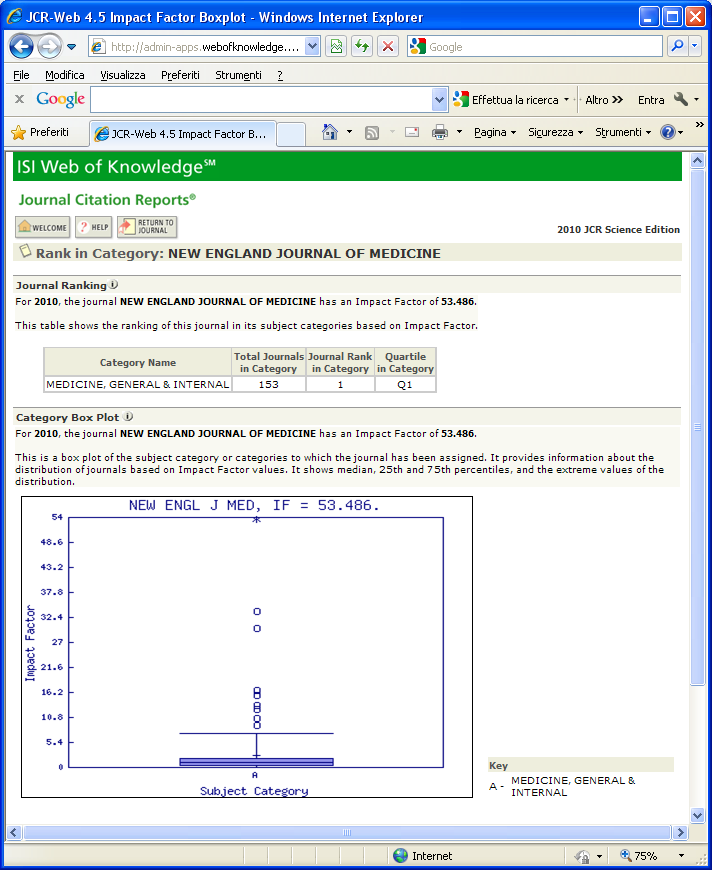 JCR-Web 4.5 Impact Factor Boxplot - Windows Internet Explorer
http://admin-apps.webofknowledge....
Google
File Modifica Visualizza Preferiti Strumenti ?
x Google Effettua la ricerca Altro >> Entra
Preferiti JCR-Web 4.5 Impact Factor B... Pagina Sicurezza Strumenti ? >>
ISI Web of Knowledge℠
Journal Citation Reports®
WELCOME ? HELP RETURN TO JOURNAL
2010 JCR Science Edition
Rank in Category: NEW ENGLAND JOURNAL OF MEDICINE
Journal Ranking i
For 2010, the journal NEW ENGLAND JOURNAL OF MEDICINE has an Impact Factor of 53.486.
This table shows the ranking of this journal in its subject categories based on Impact Factor.
Category Name Total Journals in Category Journal Rank in Category Quartile in Category
MEDICINE, GENERAL & INTERNAL 153 1 Q1
Category Box Plot i
For 2010, the journal NEW ENGLAND JOURNAL OF MEDICINE has an Impact Factor of 53.486.
This is a box plot of the subject category or categories to which the journal has been assigned. It provides information about the
distribution of journals based on Impact Factor values. It shows median, 25th and 75th percentiles, and the extreme values of the
distribution.
NEW ENGL J MED, IF = 53.486.
54
48.6
43.2
37.8
32.4
27
21.6
16.2
10.8
5.4
0
Impact Factor
A
Subject Category
Key
A - MEDICINE, GENERAL &
INTERNAL
Internet 75%